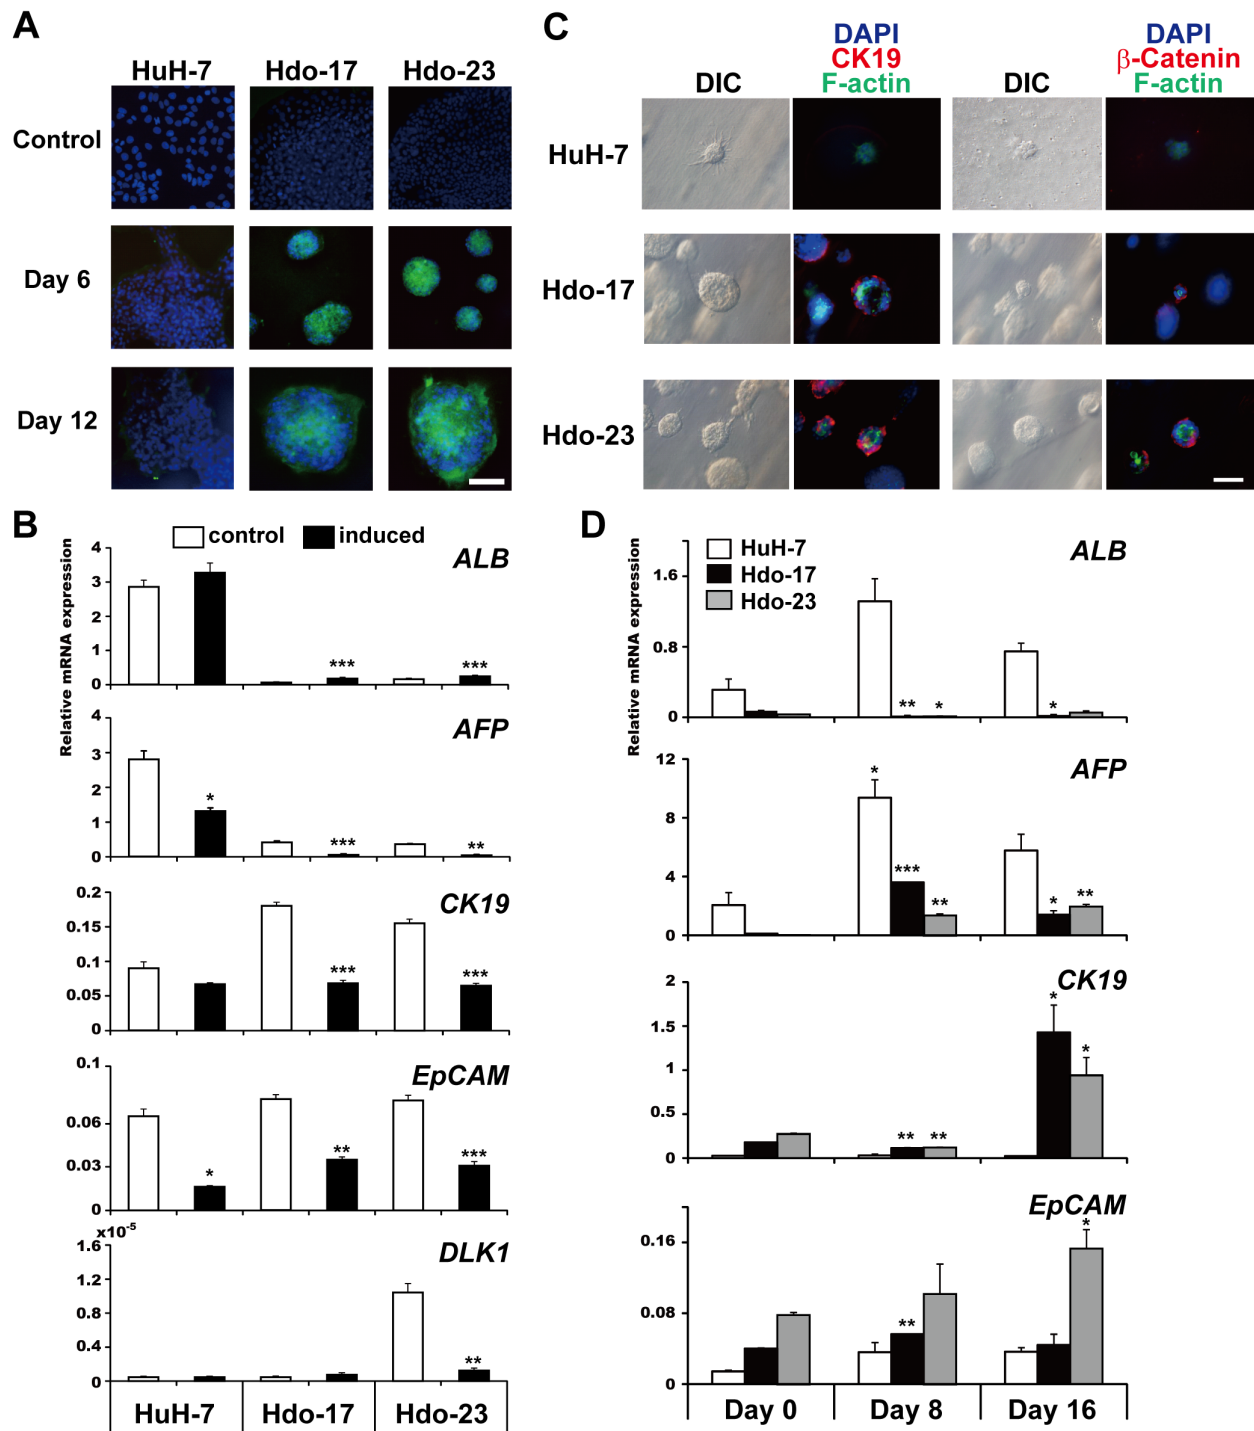 A
HuH-7 Hdo-17 Hdo-23
Control
Day 6
Day 12
C
DAPI DAPI
CK19 β-Catenin
DIC F-actin DIC F-actin
HuH-7
Hdo-17
Hdo-23
B
control induced
Relative mRNA expression
ALB
4
3
2
1
0
*** ***
AFP
4
3
2
1
0
* *** **
CK19
0.2
0.15
0.1
0.05
0
*** ***
EpCAM
0.1
0.06
0.03
0
* ** ***
x10-5
DLK1
1.6
1.2
0.8
0.4
0
**
HuH-7 Hdo-17 Hdo-23
D
HuH-7
Hdo-17
Hdo-23
Relative mRNA expression
ALB
1.6
0.8
0
** * *
AFP
12
8
4
0
* *** ** * **
CK19
2
1.5
1
0.5
0
** ** * *
EpCAM
0.16
0.08
0
** *
Day 0 Day 8 Day 16